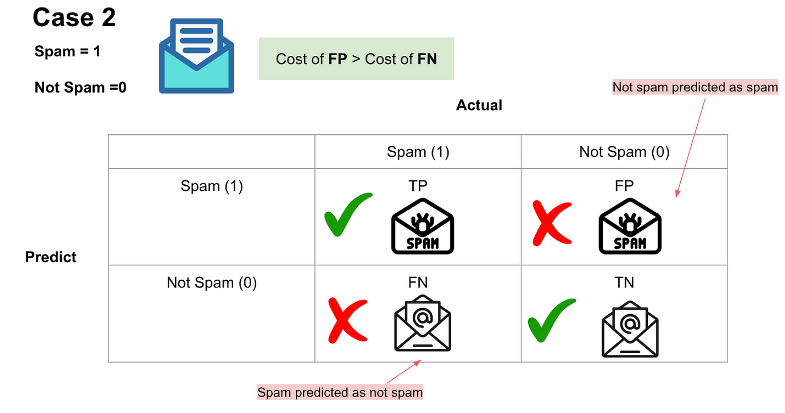 Case 2
Spam = 1
Not Spam =0
Cost of FP > Cost of FN
Not spam predicted as spam
Actual
Spam (1)
Not Spam (0)
Spam (1)
TP
SPAM
FP
SPAM
Predict
Not Spam (0)
FN
@
TN
@
Spam predicted as not spam